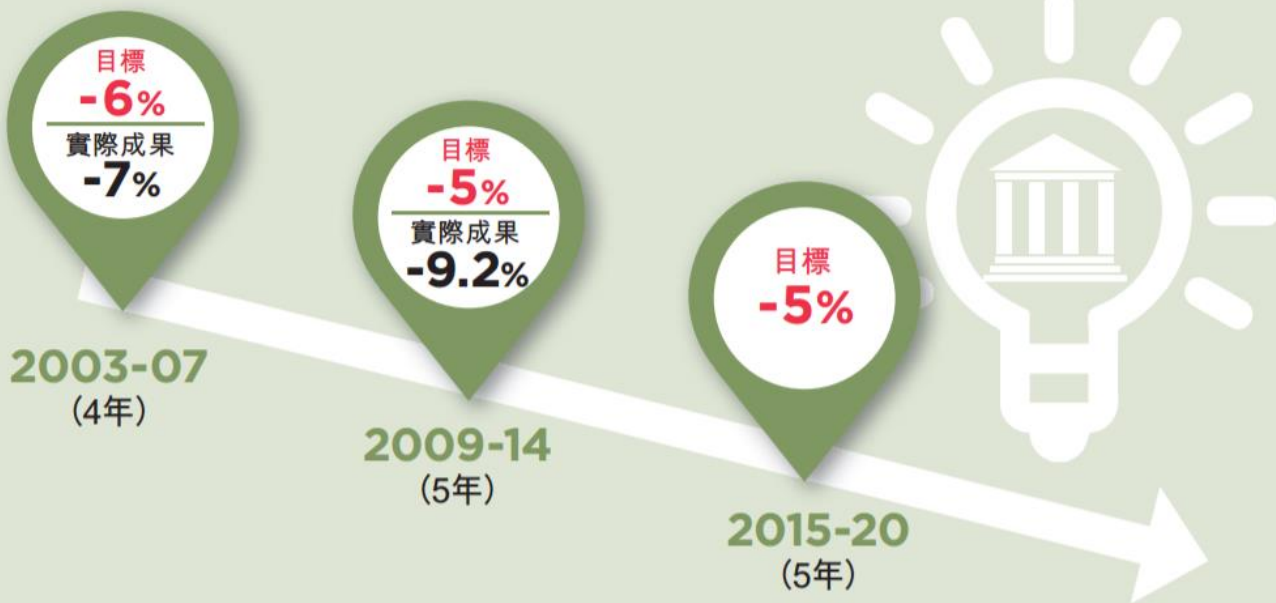 目標
-6%
實際成果
-7%
2003-07
(4年)
目標
-5%
實際成果
-9.2%
2009-14
(5年)
目標
-5%
2015-20
(5年)